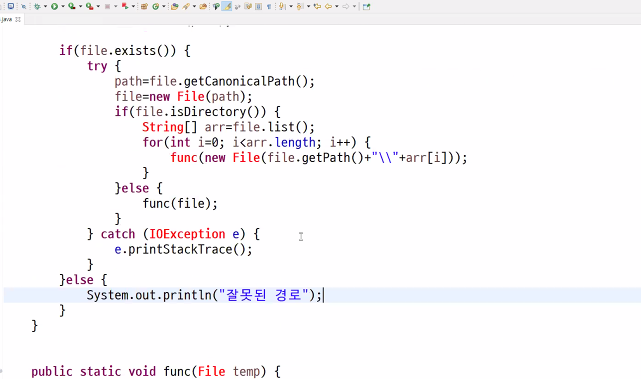 .java
if(file.exists()) {
try {
path=file.getCanonicalPath();
file=new File(path);
if(file.isDirectory()) {
String[] arr=file.list();
for(int i=0; i<arr.length; i++) {
func(new File(file.getPath()+"\\"+arr[i]));
}
}else {
func(file);
}
} catch (IOException e) {
e.printStackTrace();
}
}else {
System.out.println("잘못된 경로");
}
}
public static void func(File temp) {